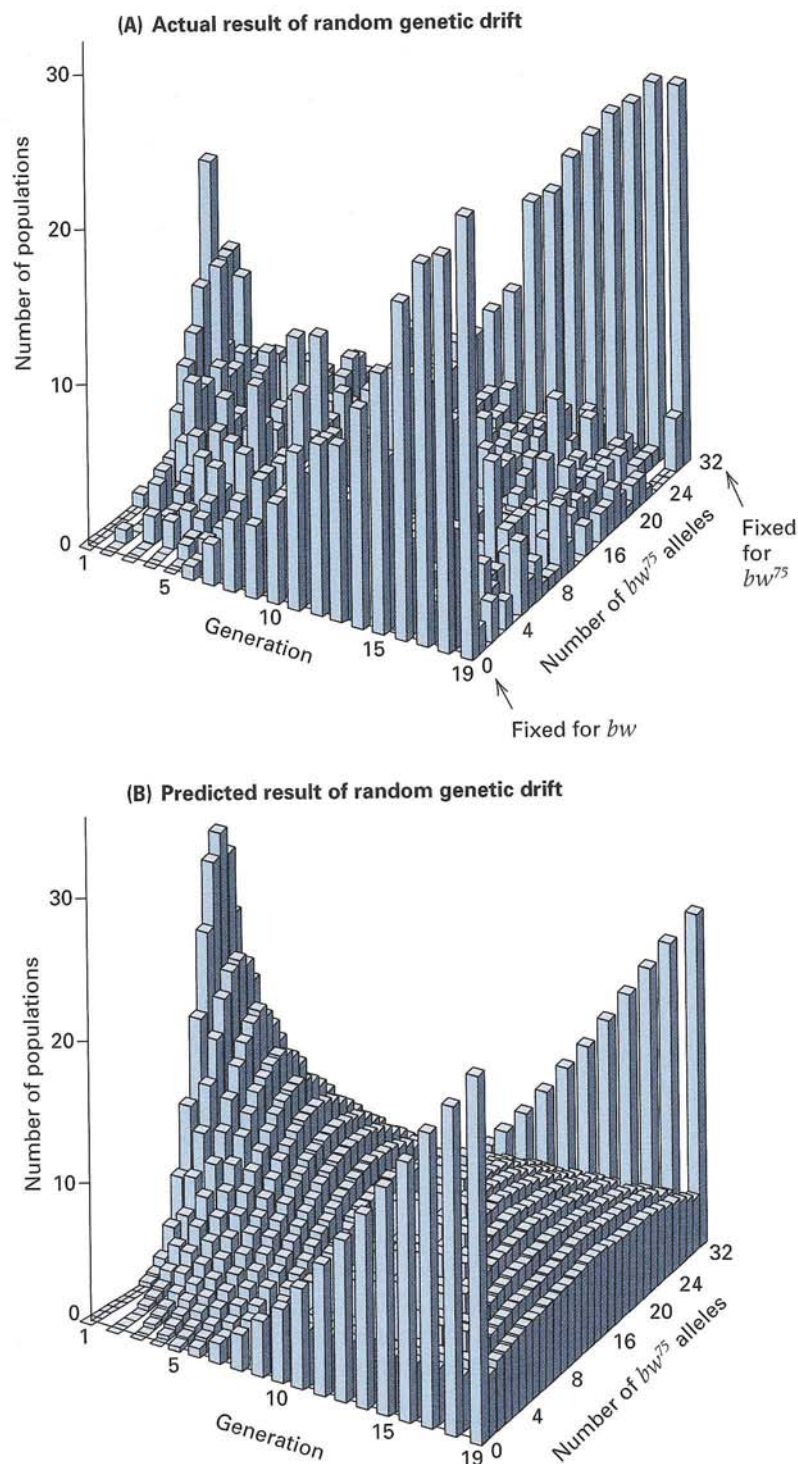 (A) Actual result of random genetic drift
30
20
10
0
Number of populations
1
5
10
15
19
Generation
0
4
8
16
20
24
32
Number of bw⁷⁵ alleles
Fixed
for
bw⁷⁵
Fixed for bw
(B) Predicted result of random genetic drift
30
20
10
0
Number of populations
1
5
10
15
19
Generation
0
4
8
16
20
24
32
Number of bw⁷⁵ alleles